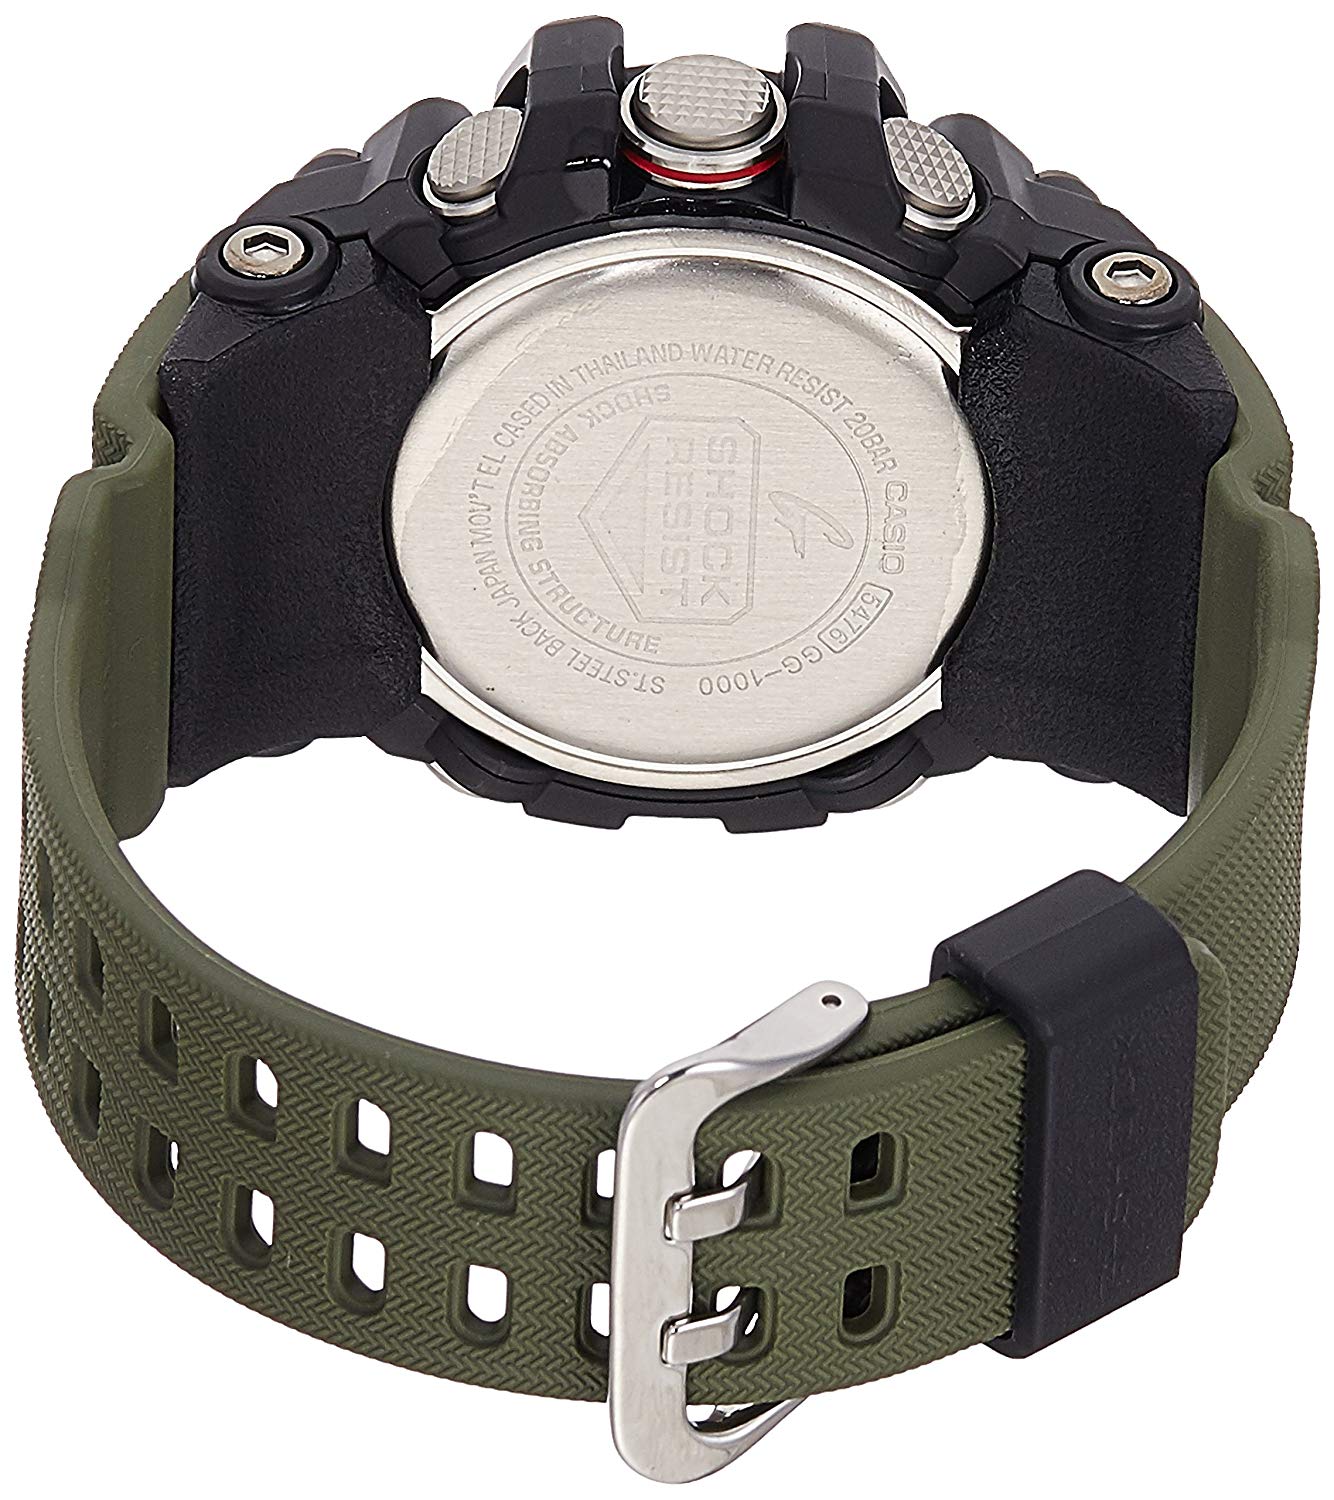 CASIO 5476 GG-1000
ST.STEEL BACK JAPAN MOV'T EL CASED IN THAILAND WATER RESIST 20BAR
SHOCK ABSORBING STRUCTURE
SHOCK
RESIST
G